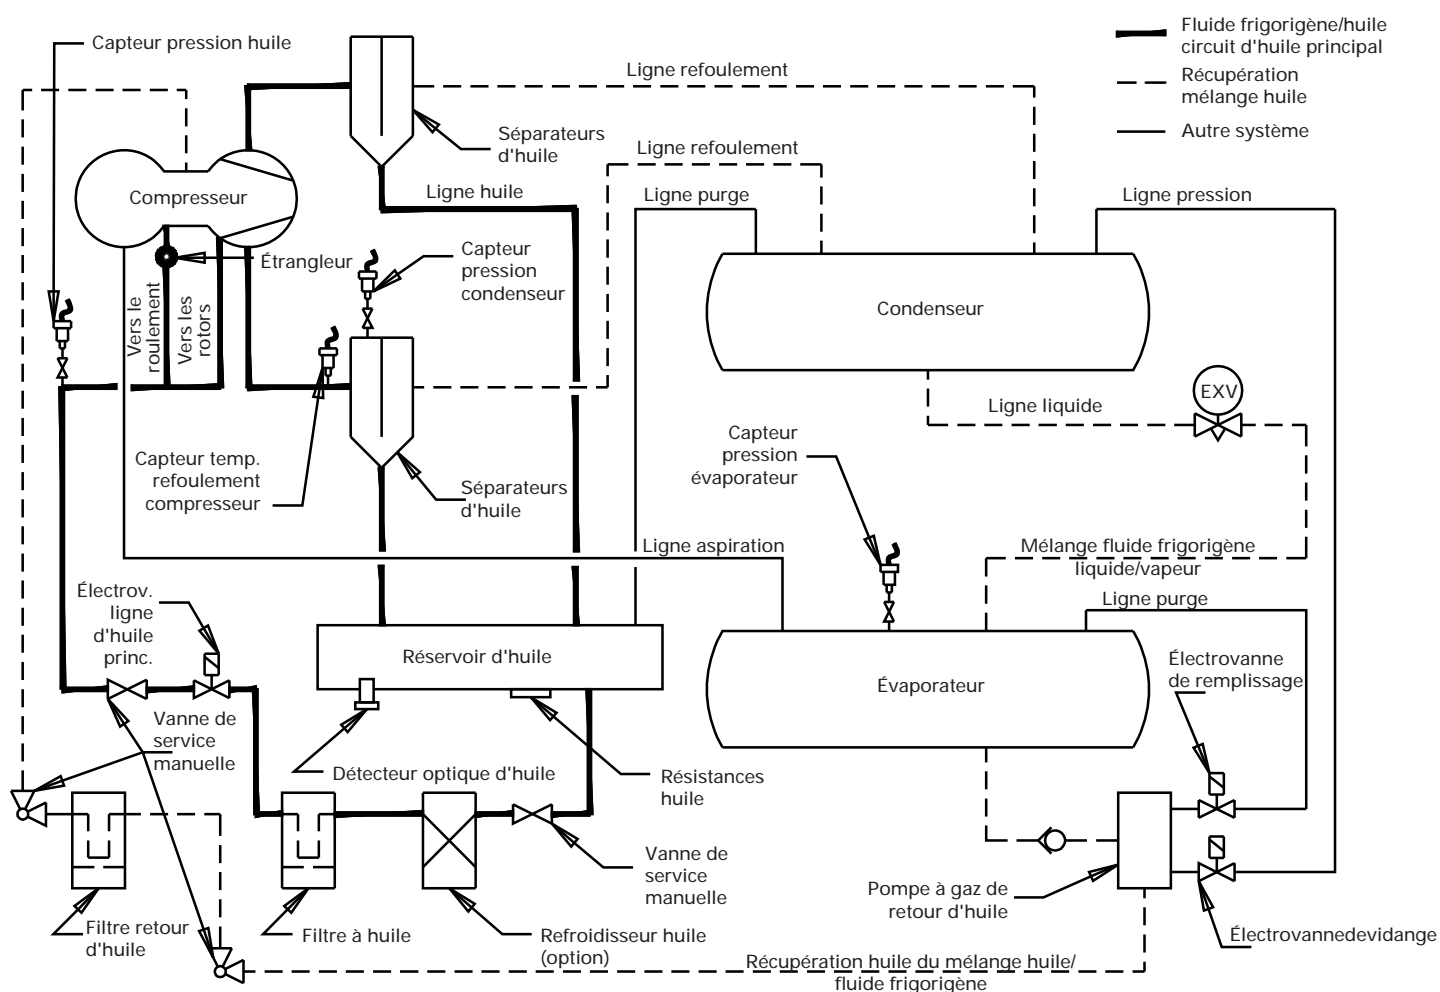 Capteur pression huile
Fluide frigorigène/huile
circuit d'huile principal
Récupération
mélange huile
Autre système
Ligne refoulement
Séparateurs
d'huile
Ligne refoulement
Compresseur
Ligne huile
Ligne purge
Ligne pression
Étrangleur
Capteur
pression
condenseur
Vers le
roulement
Vers les
rotors
Condenseur
EXV
Ligne liquide
Capteur
pression
évaporateur
Capteur temp.
refoulement
compresseur
Séparateurs
d'huile
Ligne aspiration
Mélange fluide frigorigène
liquide/vapeur
Ligne purge
Électrov.
ligne
d'huile
princ.
Réservoir d'huile
Évaporateur
Électrovanne
de remplissage
Vanne de
service
manuelle
Détecteur optique d'huile
Résistances
huile
Vanne de
service
manuelle
Pompe à gaz de
retour d'huile
Filtre retour
d'huile
Filtre à huile
Refroidisseur huile
(option)
Électrovannedevidange
Récupération huile du mélange huile/
fluide frigorigène